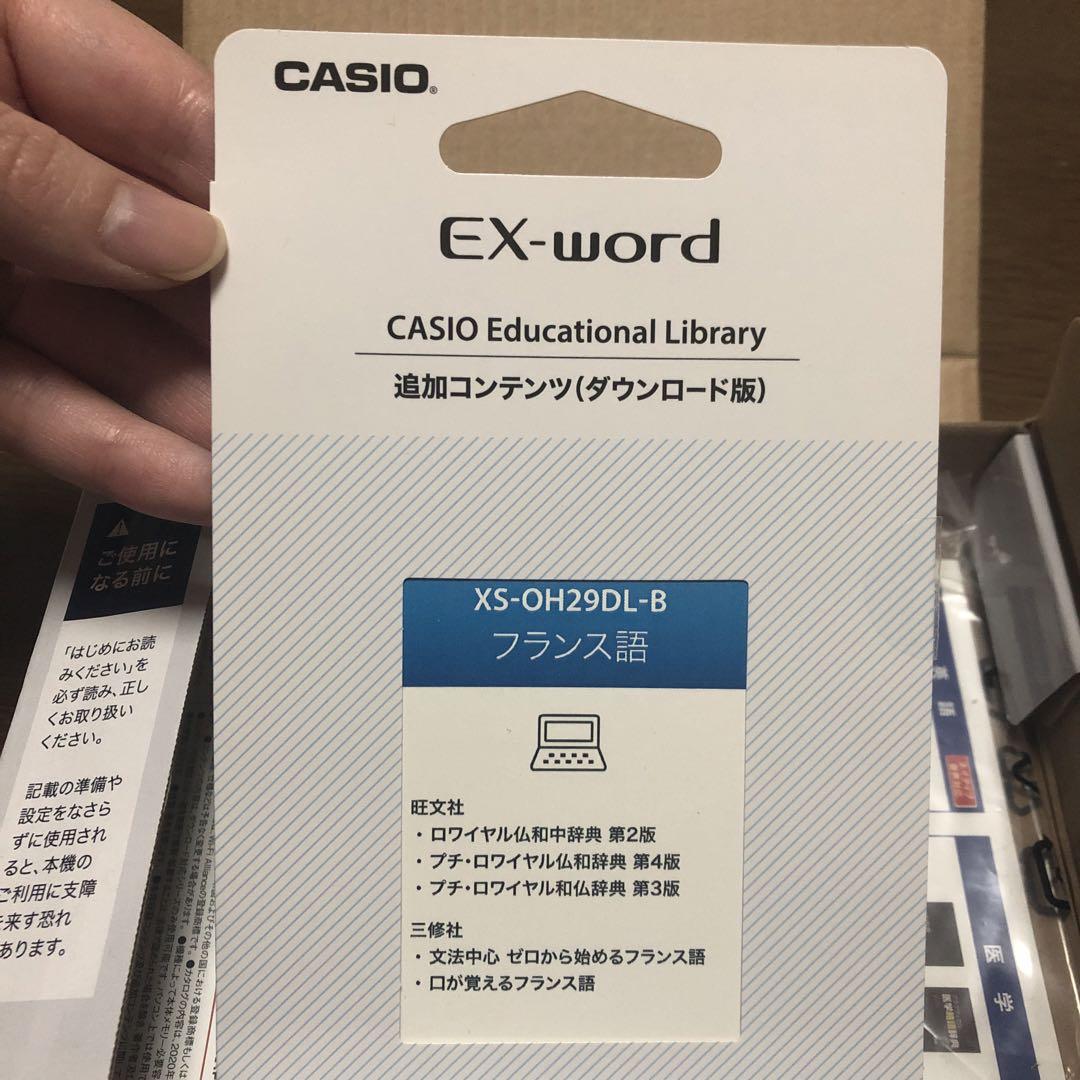 CASIO®
EX-word
CASIO Educational Library
追加コンテンツ(ダウンロード版)
XS-OH29DL-B
フランス語
旺文社
・ロワイヤル仏和中辞典 第2版
・プチ・ロワイヤル仏和辞典 第4版
・プチ・ロワイヤル和仏辞典 第3版
三修社
・文法中心 ゼロから始めるフランス語
・口が覚えるフランス語
ご使用に
なる前に
「はじめにお読
みください」を
必ず読み、正し
くお取り扱い
ください。
記載の準備や
設定をなさら
ずに使用され
ると、本機の
ご利用に支障
を来す恐れ
あります。
英語
医学